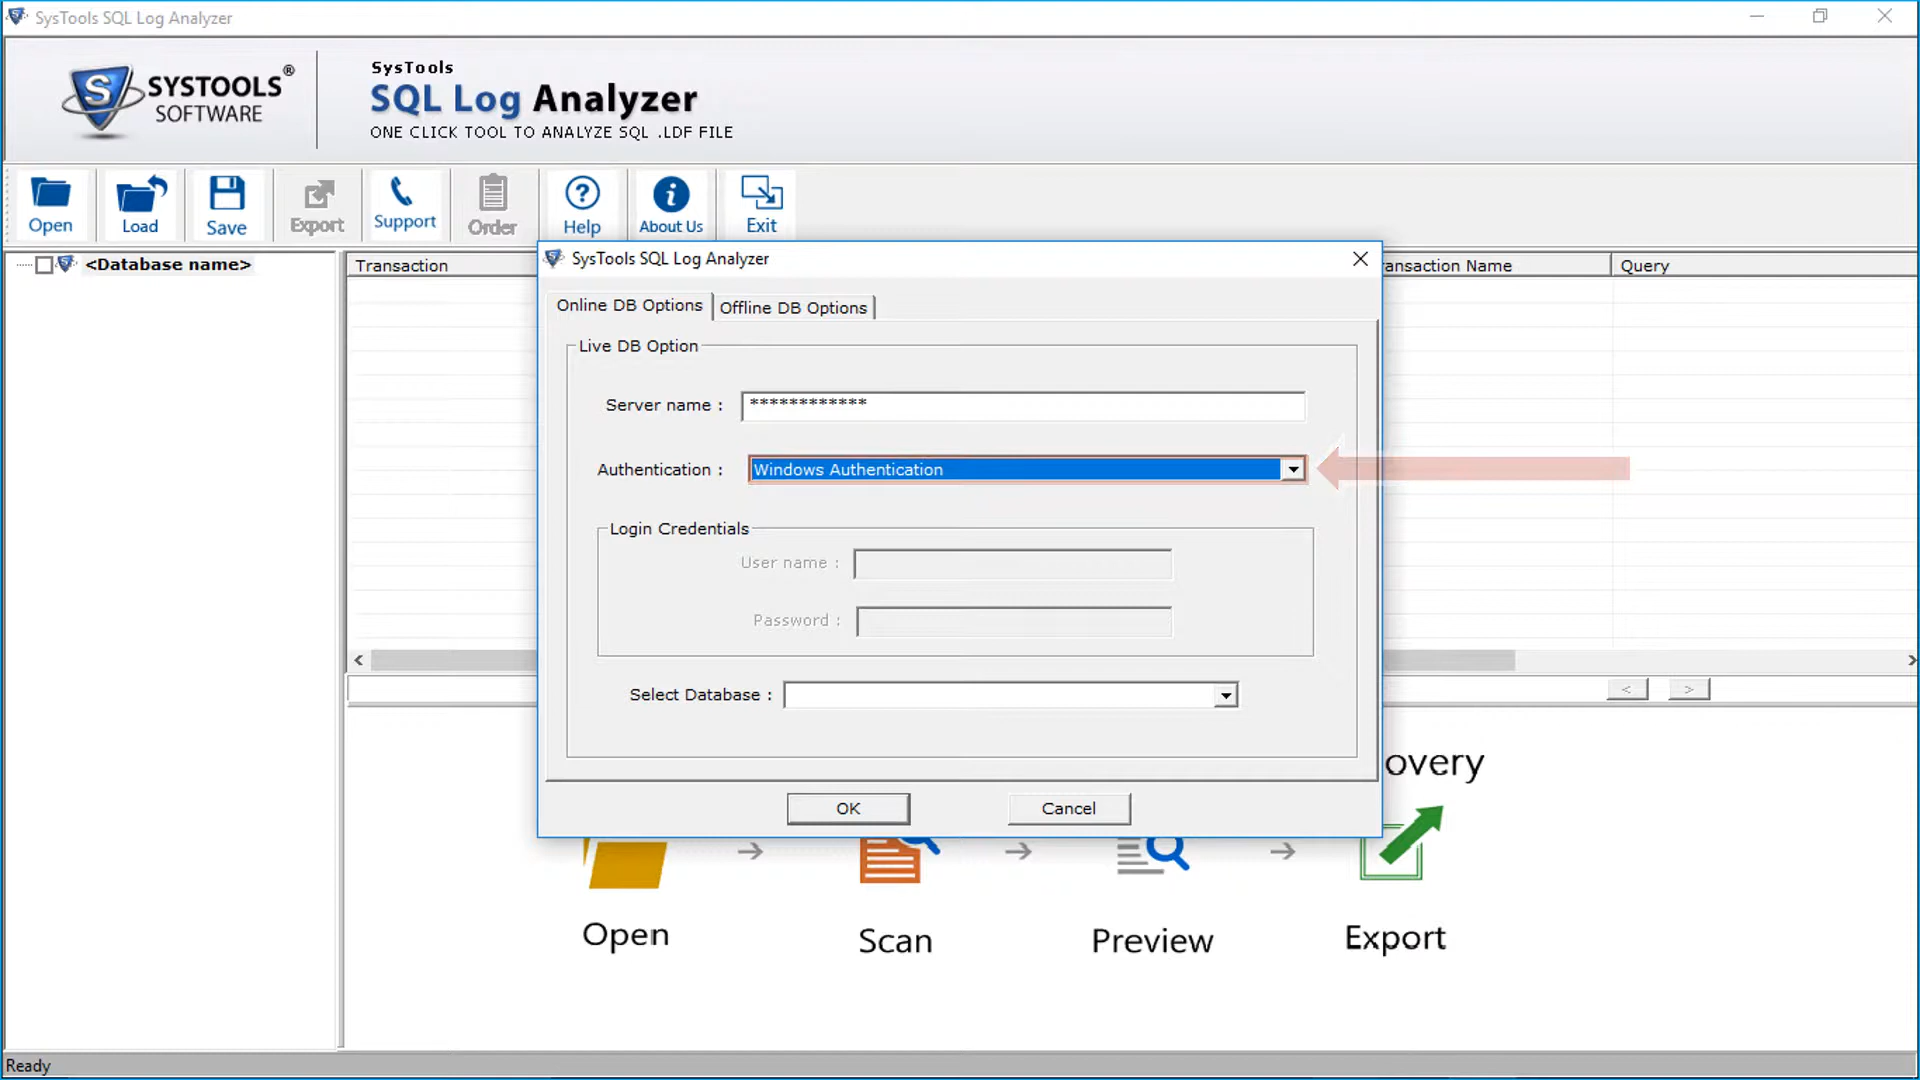 SysTools SQL Log Analyzer
SYSTOOLS®
SOFTWARE
SysTools
SQL Log Analyzer
ONE CLICK TOOL TO ANALYZE SQL .LDF FILE
Open
Load
Save
Export
Support
Order
Help
About Us
Exit
<Database name>
Transaction
ansaction Name
Query
SysTools SQL Log Analyzer
Online DB Options
Offline DB Options
Live DB Option
Server name :
************
Authentication :
Windows Authentication
Login Credentials
User name :
Password :
Select Database :
OK
Cancel
< >
overy
Open
Scan
Preview
Export
Ready